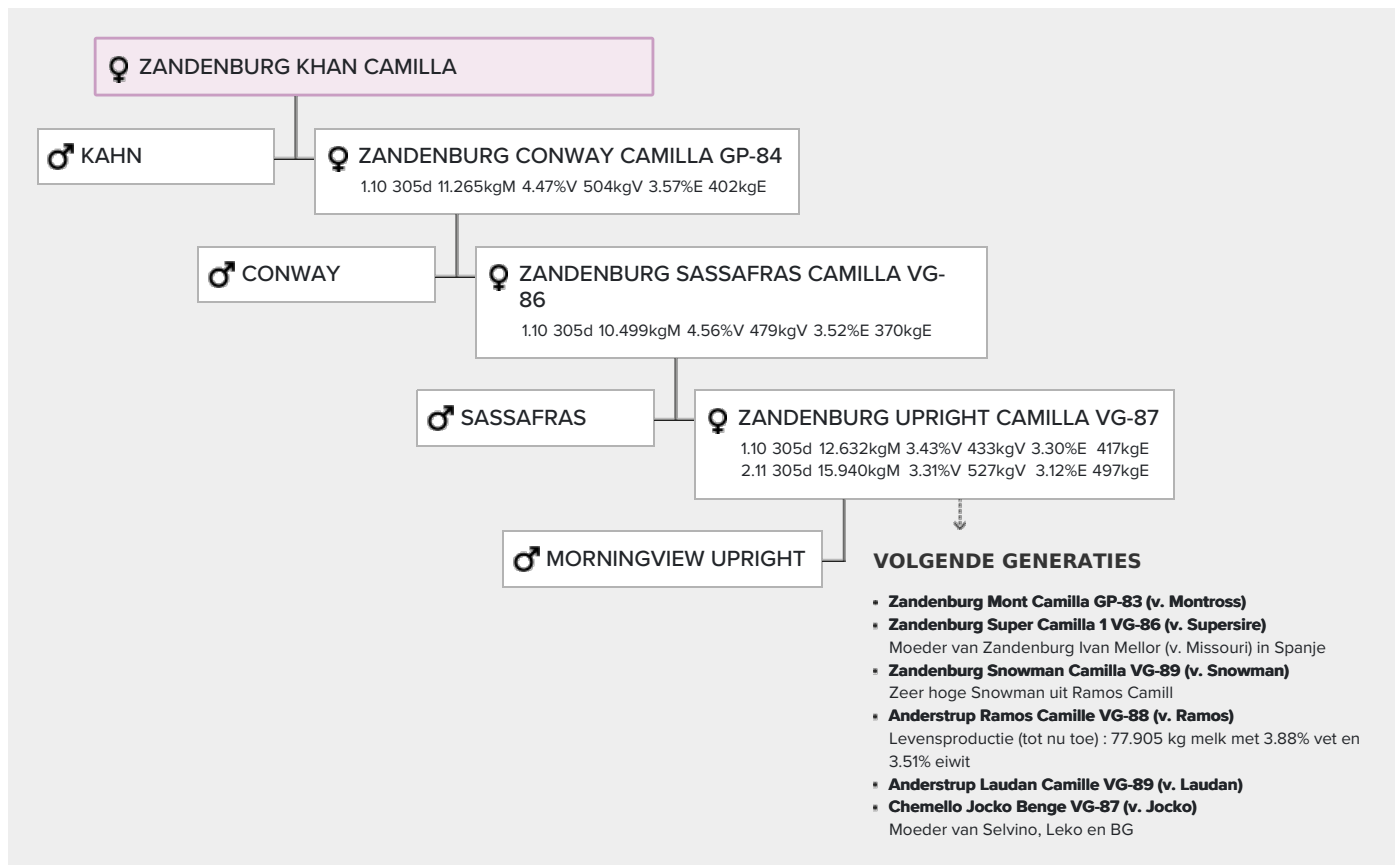 ZANDENBURG KHAN CAMILLA
KAHN
ZANDENBURG CONWAY CAMILLA GP-84
1.10 305d 11.265kgM 4.47%V 504kgV 3.57%E 402kgE
CONWAY
ZANDENBURG SASSAFRAS CAMILLA VG-
86
1.10 305d 10.499kgM 4.56%V 479kgV 3.52%E 370kgE
SASSAFRAS
ZANDENBURG UPRIGHT CAMILLA VG-87
1.10 305d 12.632kgM 3.43%V 433kgV 3.30%E 417kgE
2.11 305d 15.940kgM 3.31%V 527kgV 3.12%E 497kgE
MORNINGVIEW UPRIGHT
VOLGENDE GENERATIES
Zandenburg Mont Camilla GP-83 (v. Montross)
Zandenburg Super Camilla 1 VG-86 (v. Supersire)
Moeder van Zandenburg Ivan Mellor (v. Missouri) in Spanje
Zandenburg Snowman Camilla VG-89 (v. Snowman)
Zeer hoge Snowman uit Ramos Camill
Anderstrup Ramos Camille VG-88 (v. Ramos)
Levensproductie (tot nu toe) : 77.905 kg melk met 3.88% vet en
3.51% eiwit
Anderstrup Laudan Camille VG-89 (v. Laudan)
Chemello Jocko Benge VG-87 (v. Jocko)
Moeder van Selvino, Leko en BG